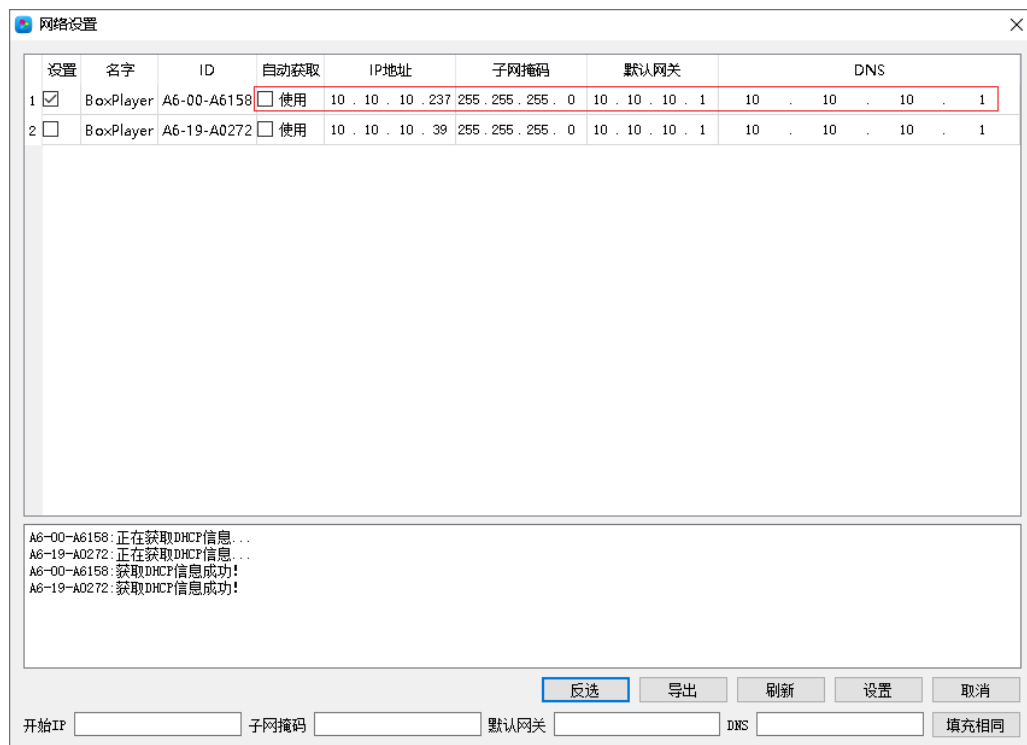 网络设置
设置 名字 ID 自动获取 IP地址 子网掩码 默认网关 DNS
1 BoxPlayer A6-00-A6158 使用 10 . 10 . 10 . 237 255 . 255 . 255 . 0 10 . 10 . 10 . 1 10 . 10 . 10 . 1
2 BoxPlayer A6-19-A0272 使用 10 . 10 . 10 . 39 255 . 255 . 255 . 0 10 . 10 . 10 . 1 10 . 10 . 10 . 1
A6-00-A6158:正在获取DHCP信息...
A6-19-A0272:正在获取DHCP信息...
A6-00-A6158:获取DHCP信息成功!
A6-19-A0272:获取DHCP信息成功!
反选 导出 刷新 设置 取消
开始IP 子网掩码 默认网关 DNS 填充相同